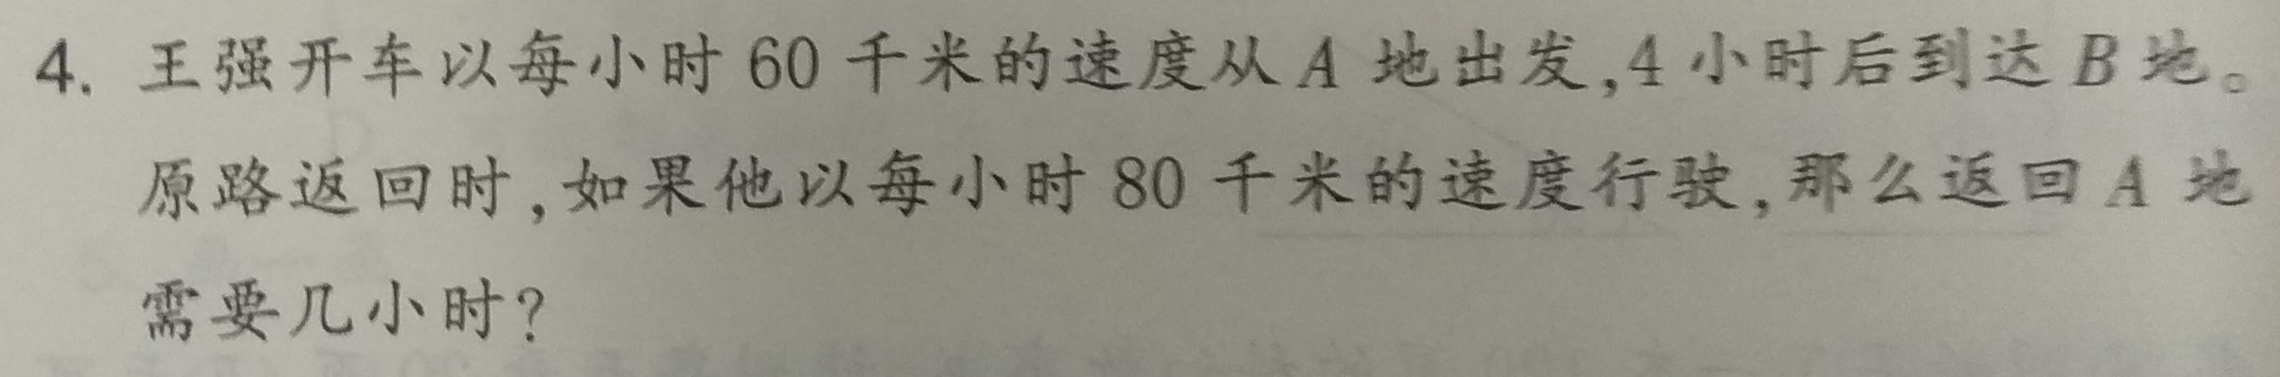 4. 王强开车以每小时 60 千米的速度从 A 地出发,4 小时后到达 B 地。
原路返回时,如果他以每小时 80 千米的速度行驶,那么返回 A 地
需要几小时?